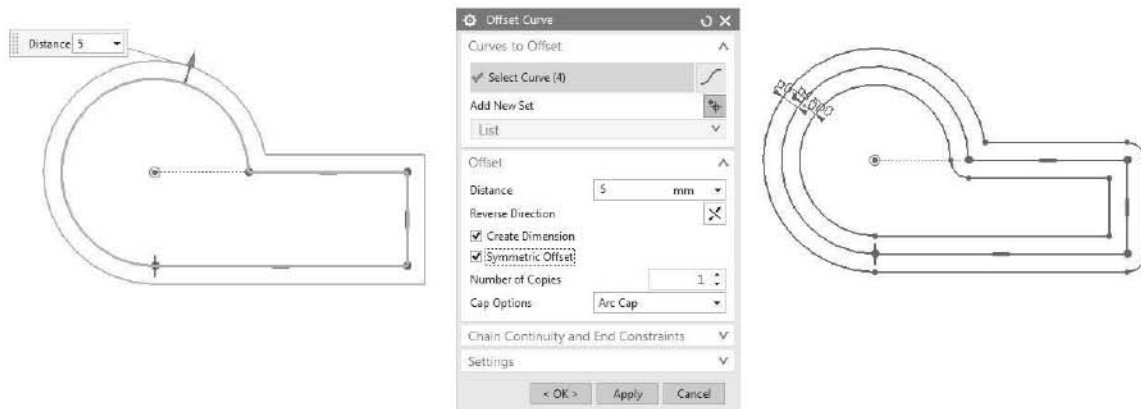 Distance 5
Offset Curve
Curves to Offset
Select Curve (4)
Add New Set
List
Offset
Distance 5 mm
Reverse Direction
Create Dimension
Symmetric Offset
Number of Copies 1
Cap Options Arc Cap
Chain Continuity and End Constraints
Settings
< OK > Apply Cancel